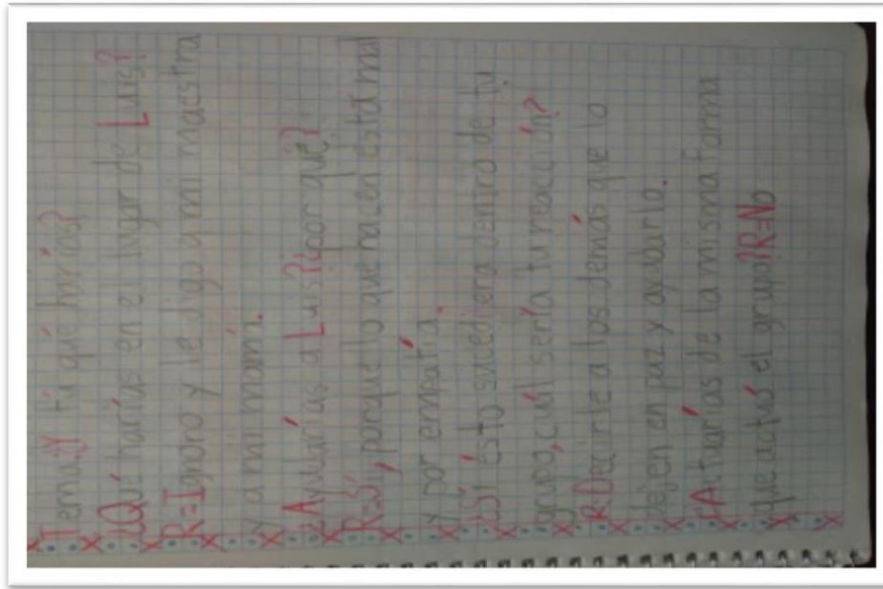 Tema: Y tú qué harías?
¿Qué harías en el lugar de Luis?
R=Ignoro y le digo a mi maestra
y a mi mamá.
¿Ayudarías a Luis?¿por qué?
R=Sí, porque lo que hacen está mal
y por empatía.
¿Sí ésto sucediera dentro de tu
grupo, cuál sería tu reacción?
R=Decirle a los demás que lo
dejen en paz y ayudarlo.
¿Actuarías de la misma forma
que actuó el grupo?R=No